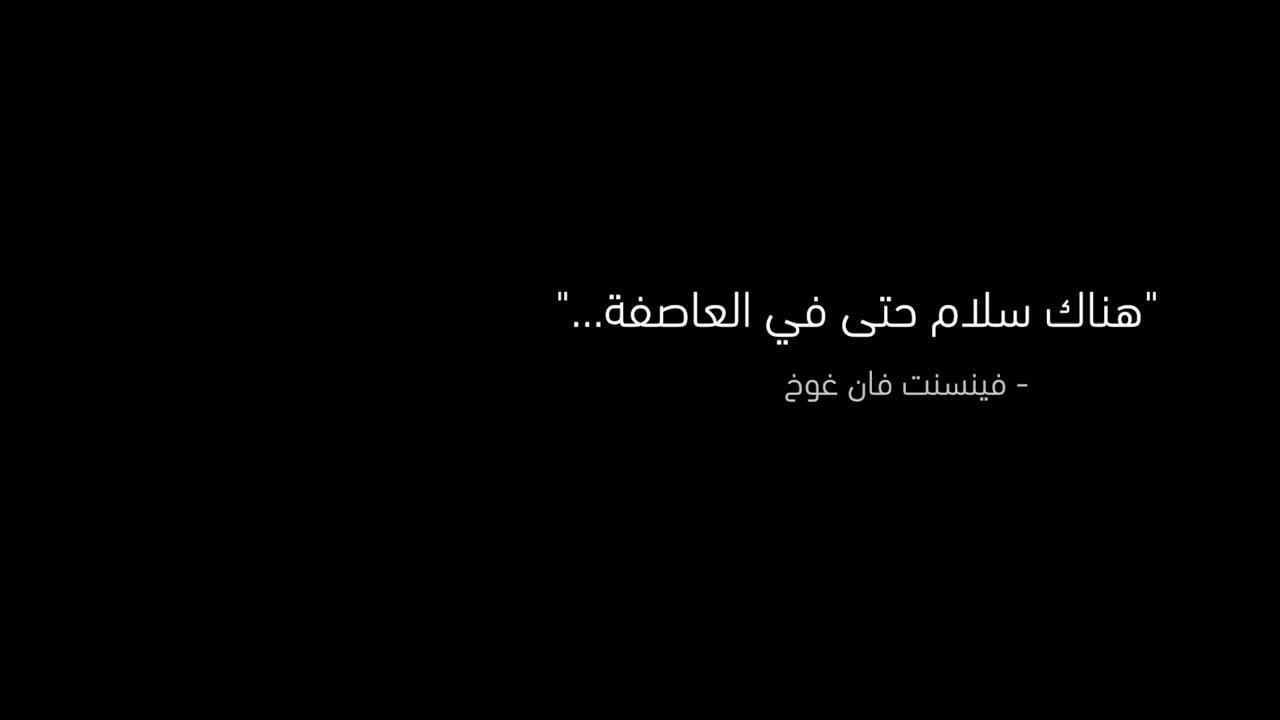 "هناك سلام حتى في العاصفة..."
- فينسنت فان غوخ